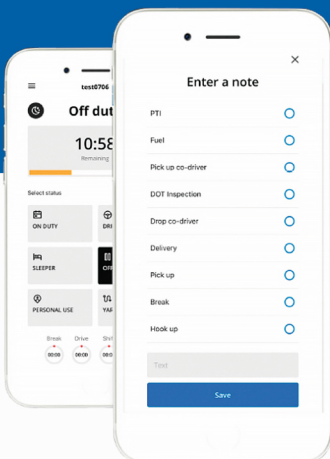 test0706
Off dut
10:58
Remaining
Select status
ON DUTY
DRI
SLEEPER
OFF
PERSONAL USE
YAR
Break Drive Shif
00:00 00:00 00:0
Enter a note
PTI
Fuel
Pick up co-driver
DOT Inspection
Drop co-driver
Delivery
Pick up
Break
Hook up
Text
Save